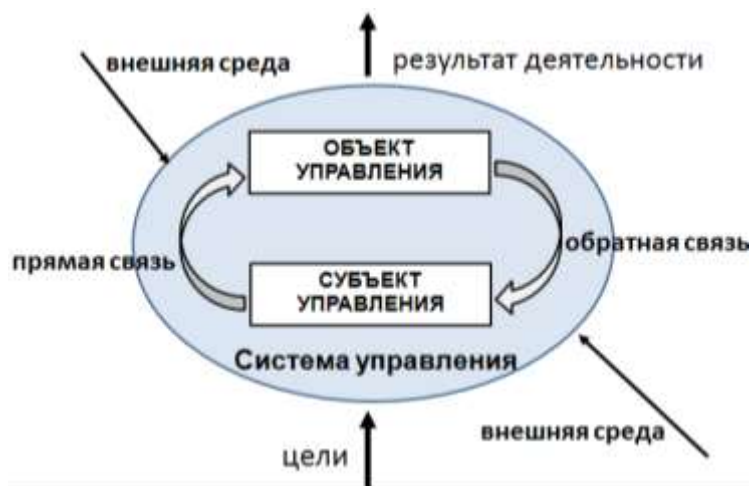 внешняя среда
результат деятельности
ОБЪЕКТ
УПРАВЛЕНИЯ
прямая связь
обратная связь
СУБЪЕКТ
УПРАВЛЕНИЯ
Система управления
цели
внешняя среда